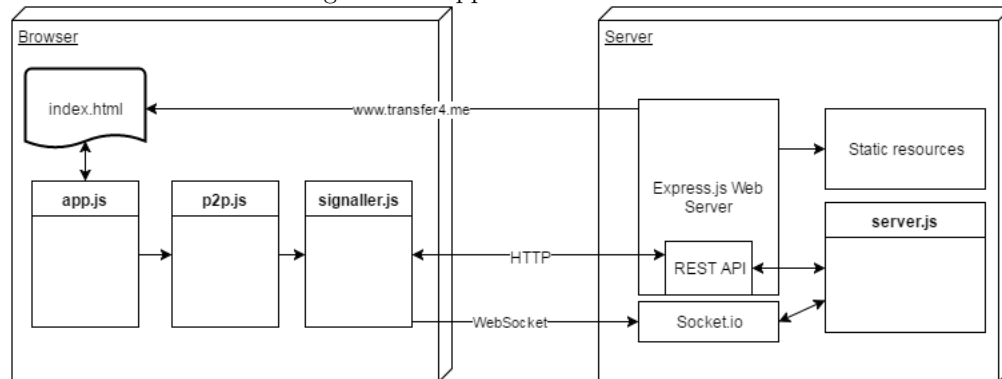 Browser
Server
index.html
www.transfer4.me
Static resources
Express.js Web
Server
app.js
p2p.js
signaller.js
server.js
HTTP
REST API
WebSocket
Socket.io